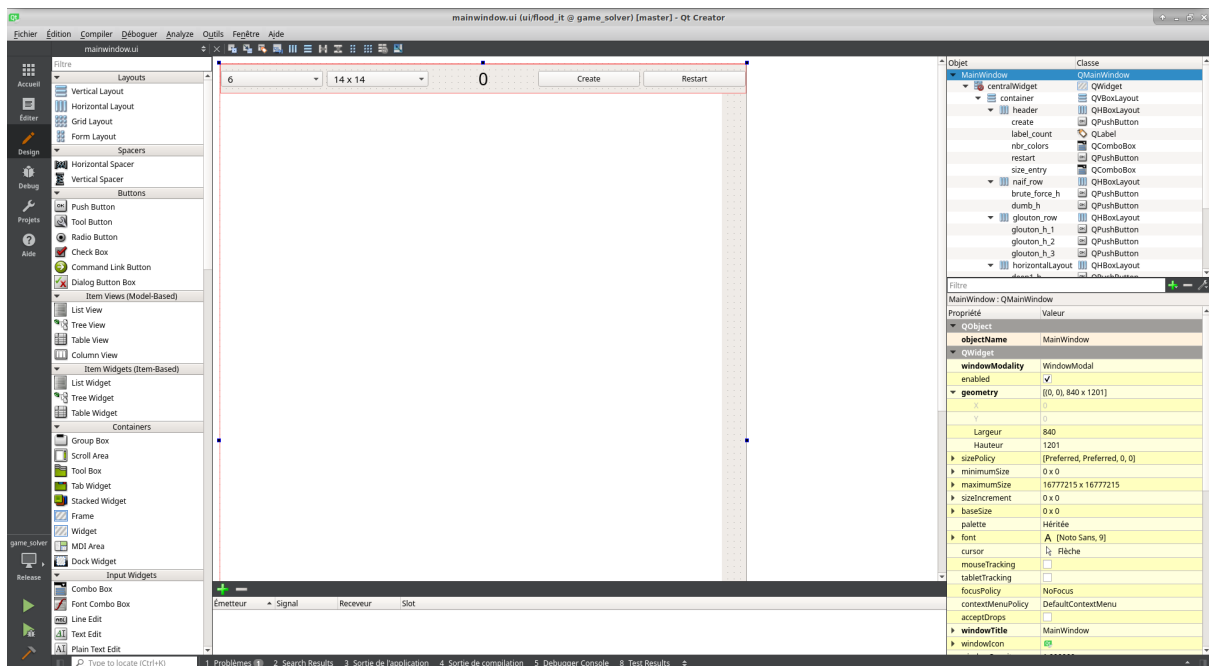 mainwindow.ui (ui/flood_it @ game_solver) [master] - Qt Creator
Fichier Édition Compiler Déboguer Analyze Outils Fenêtre Aide
mainwindow.ui
Accueil
Éditer
Design
Debug
Projets
Aide
game_solver
Release
Filtre
Layouts
Vertical Layout
Horizontal Layout
Grid Layout
Form Layout
Spacers
Horizontal Spacer
Vertical Spacer
Buttons
Push Button
Tool Button
Radio Button
Check Box
Command Link Button
Dialog Button Box
Item Views (Model-Based)
List View
Tree View
Table View
Column View
Item Widgets (Item-Based)
List Widget
Tree Widget
Table Widget
Containers
Group Box
Scroll Area
Tool Box
Tab Widget
Stacked Widget
Frame
Widget
MDI Area
Dock Widget
Input Widgets
Combo Box
Font Combo Box
Line Edit
Text Edit
Plain Text Edit
6 14 x 14 0 Create Restart
Émetteur Signal Receveur Slot
Objet Classe
MainWindow QMainWindow
centralWidget QWidget
container QVBoxLayout
header QHBoxLayout
create QPushButton
label_count QLabel
nbr_colors QComboBox
restart QPushButton
size_entry QComboBox
naif_row QHBoxLayout
brute_force_h QPushButton
dumb_h QPushButton
glouton_row QHBoxLayout
glouton_h_1 QPushButton
glouton_h_2 QPushButton
glouton_h_3 QPushButton
horizontalLayout QHBoxLayout
Filtre
MainWindow : QMainWindow
Propriété Valeur
QObject
objectName MainWindow
QWidget
windowModality WindowModal
enabled
geometry [(0, 0), 840 x 1201]
X 0
Y 0
Largeur 840
Hauteur 1201
sizePolicy [Preferred, Preferred, 0, 0]
minimumSize 0 x 0
maximumSize 16777215 x 16777215
sizeIncrement 0 x 0
baseSize 0 x 0
palette Héritée
font A [Noto Sans, 9]
cursor Flèche
mouseTracking
tabletTracking
focusPolicy NoFocus
contextMenuPolicy DefaultContextMenu
acceptDrops
windowTitle MainWindow
windowIcon
Type to locate (Ctrl+K) 1 Problèmes 1 2 Search Results 3 Sortie de l'application 4 Sortie de compilation 5 Debugger Console 8 Test Results